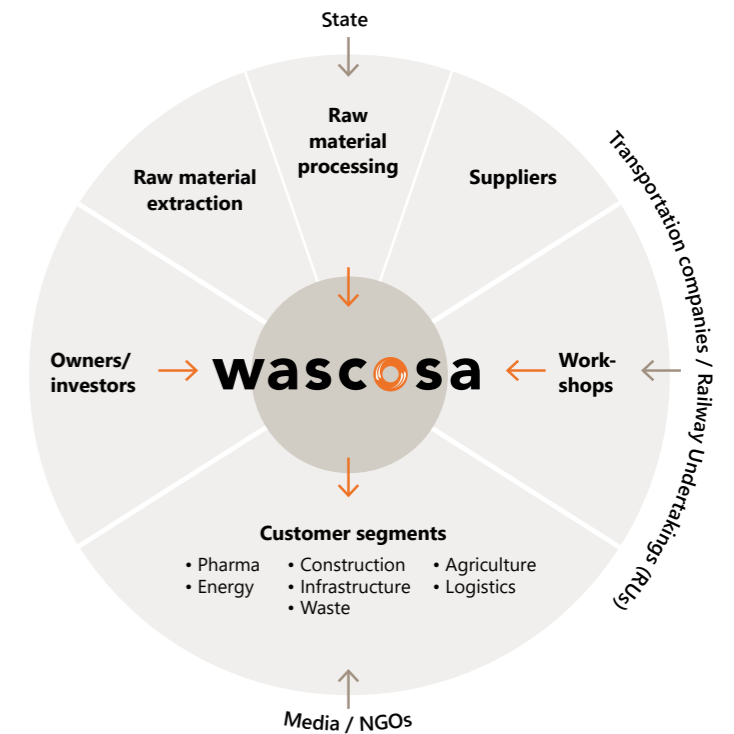 State
Raw
material
processing
Raw material
extraction
Suppliers
Transportation companies / Railway Undertakings (RUs)
Owners/
investors
wascosa
Work-
shops
Customer segments
• Pharma
• Energy
• Construction
• Infrastructure
• Waste
• Agriculture
• Logistics
Media / NGOs